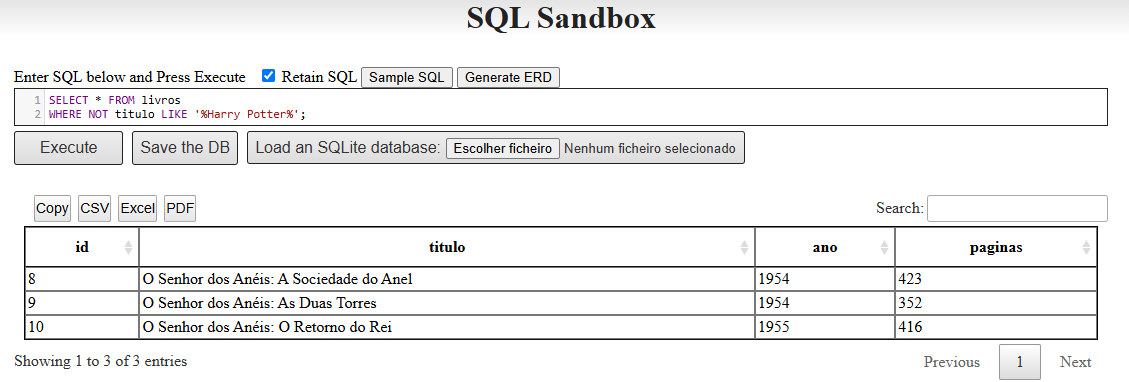 SQL Sandbox
Enter SQL below and Press Execute Retain SQL Sample SQL Generate ERD
1 SELECT * FROM livros
2 WHERE NOT titulo LIKE '%Harry Potter%';
Execute Save the DB Load an SQLite database: Escolher ficheiro Nenhum ficheiro selecionado
Copy CSV Excel PDF Search:
id titulo ano paginas
8 O Senhor dos Anéis: A Sociedade do Anel 1954 423
9 O Senhor dos Anéis: As Duas Torres 1954 352
10 O Senhor dos Anéis: O Retorno do Rei 1955 416
Showing 1 to 3 of 3 entries Previous 1 Next